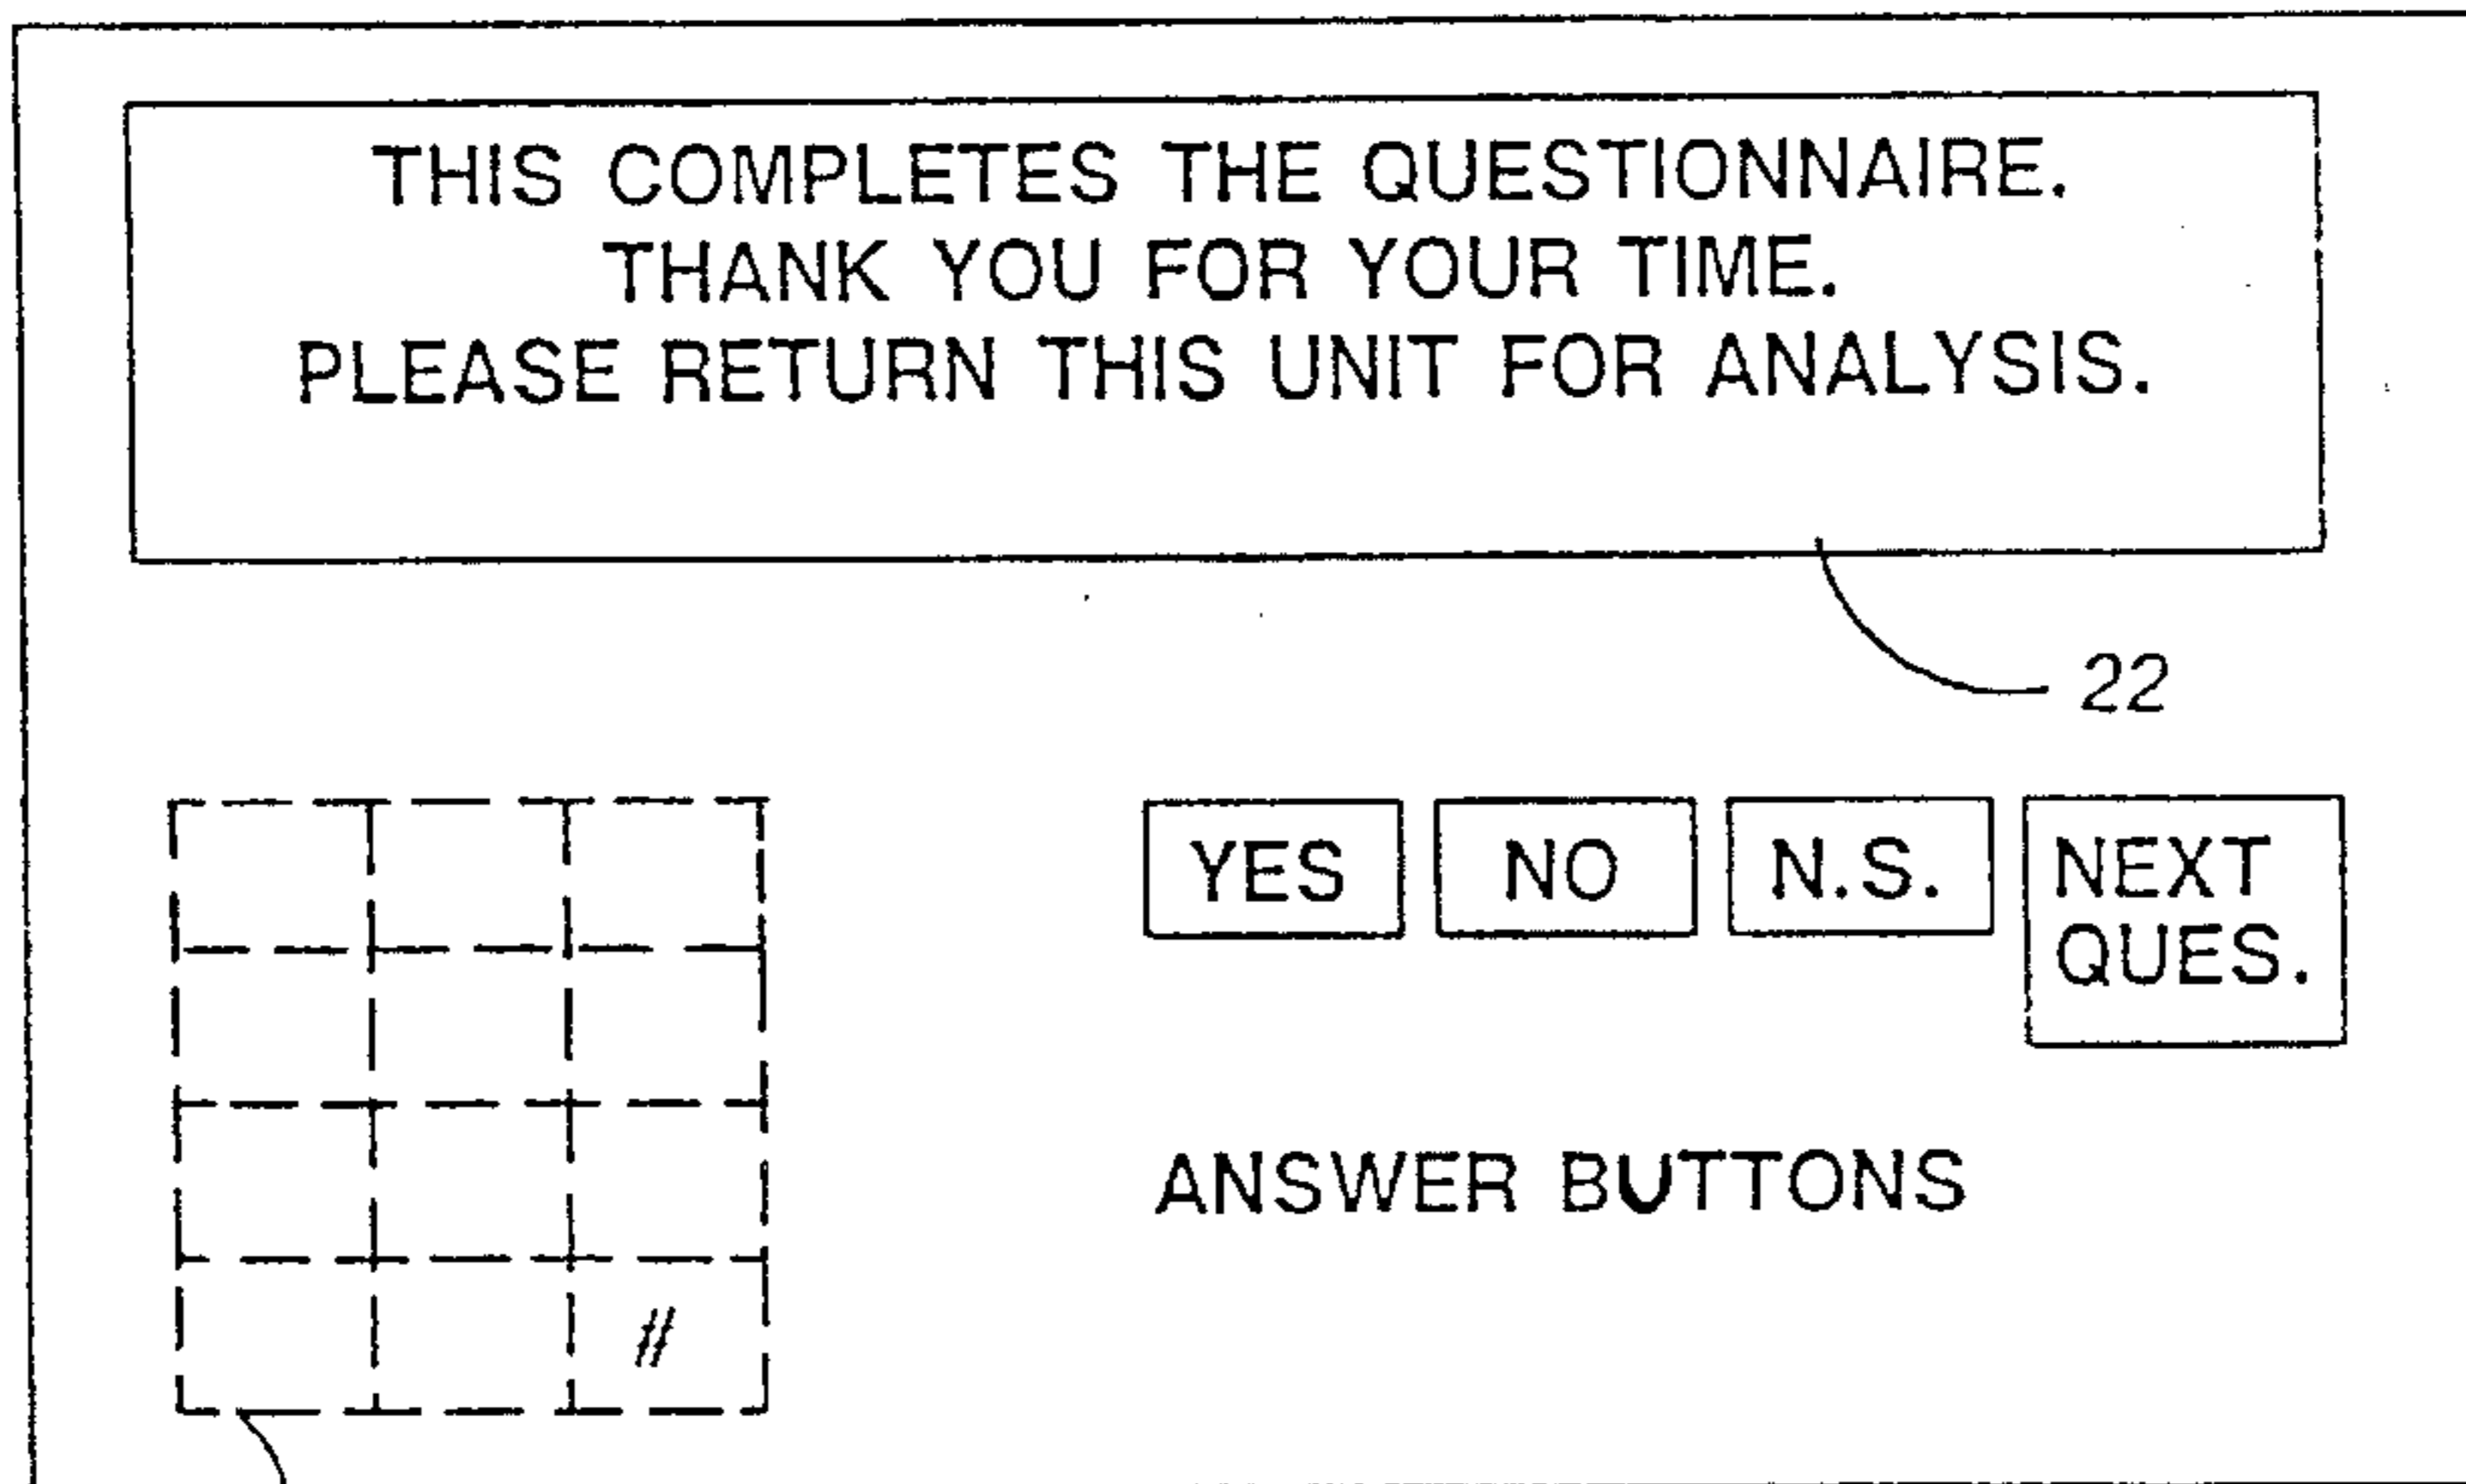 THIS COMPLETES THE QUESTIONNAIRE.
THANK YOU FOR YOUR TIME.
PLEASE RETURN THIS UNIT FOR ANALYSIS.
22
YES NO N.S. NEXT
QUES.
ANSWER BUTTONS
//